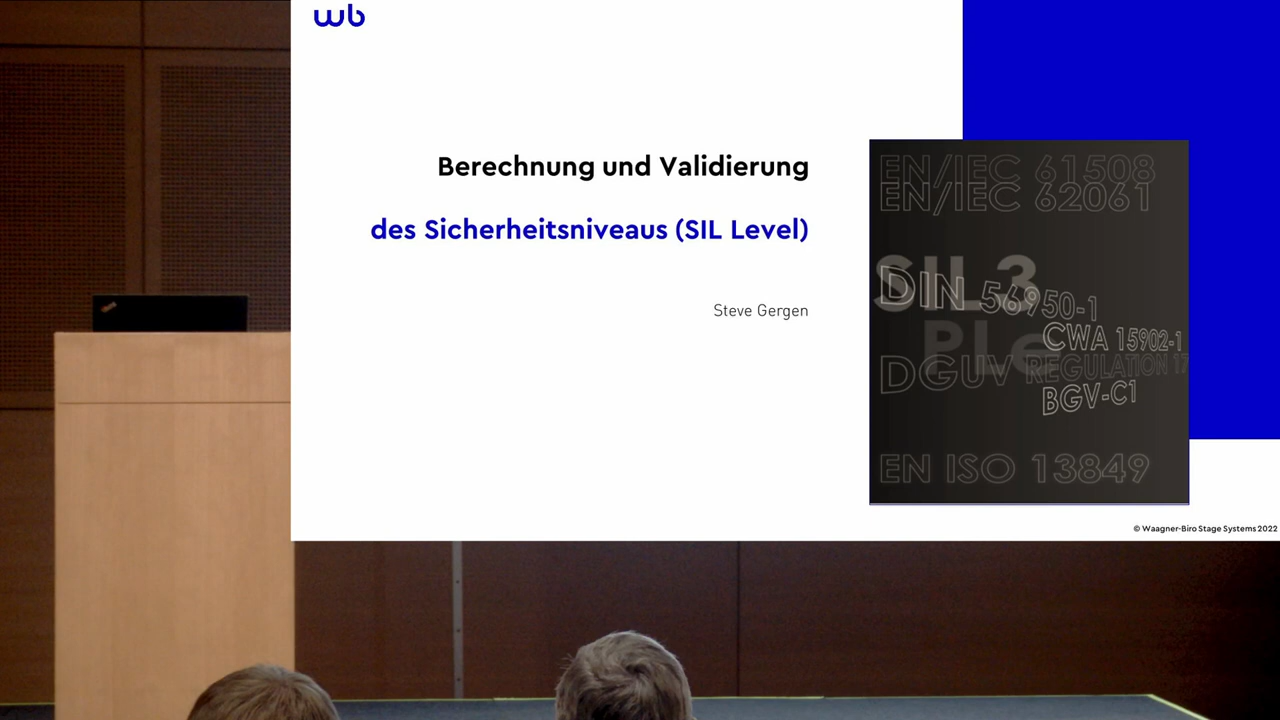 wb
Berechnung und Validierung
des Sicherheitsniveaus (SIL Level)
Steve Gergen
EN/IEC 61508
EN/IEC 62061
SIL 3
DIN 56950-1
CWA 15902-1
PLe
DGUV REGULATION 17
BGV-C1
EN ISO 13849
© Waagner-Biro Stage Systems 2022